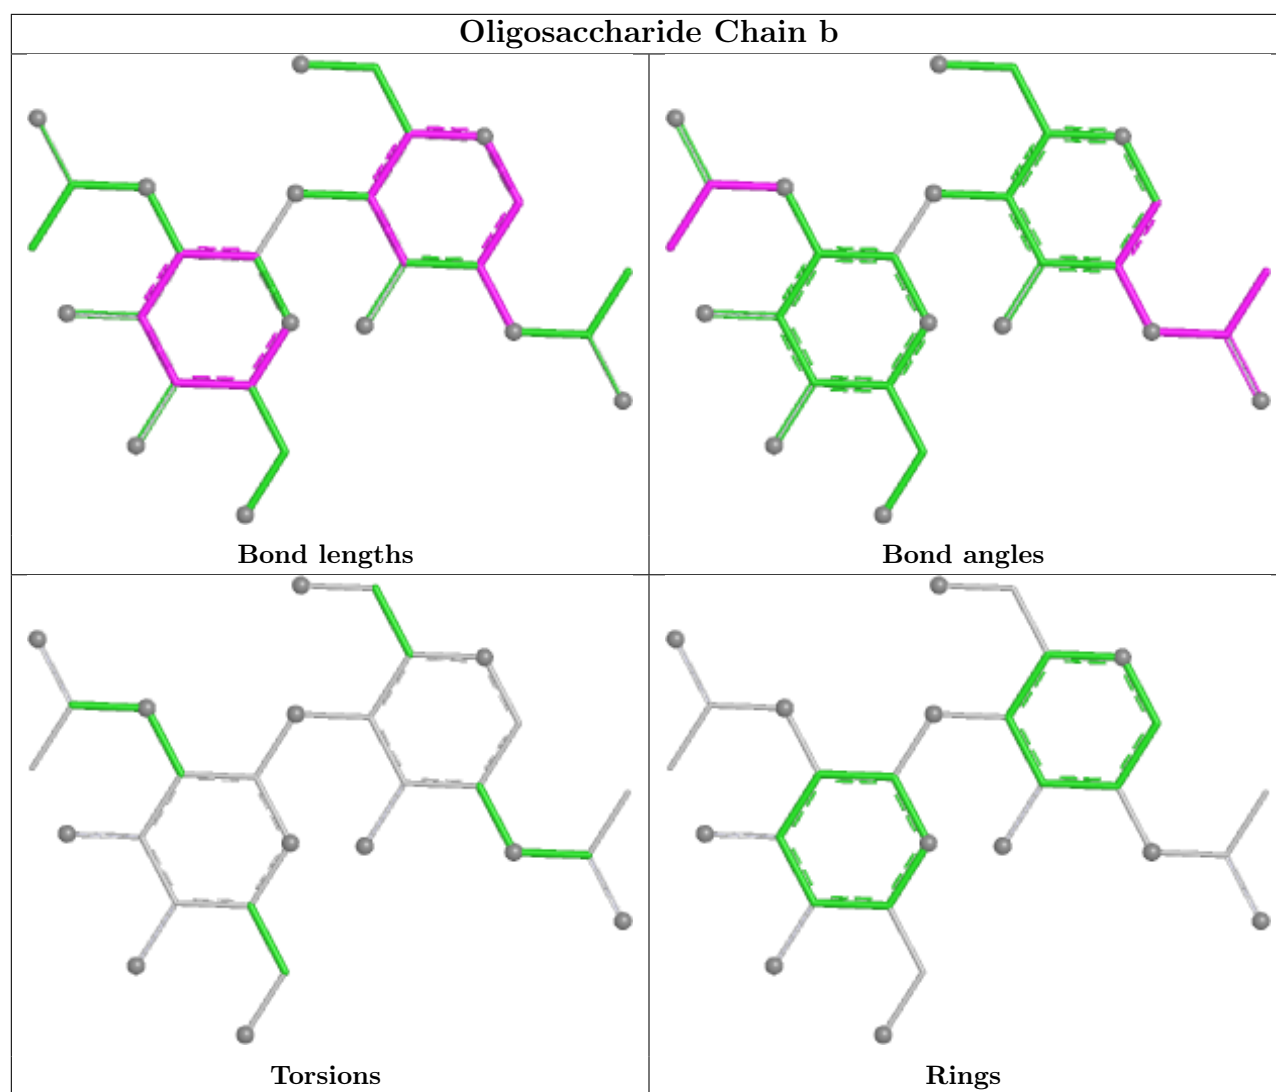 Oligosaccharide Chain b
Bond lengths
Bond angles
Torsions
Rings